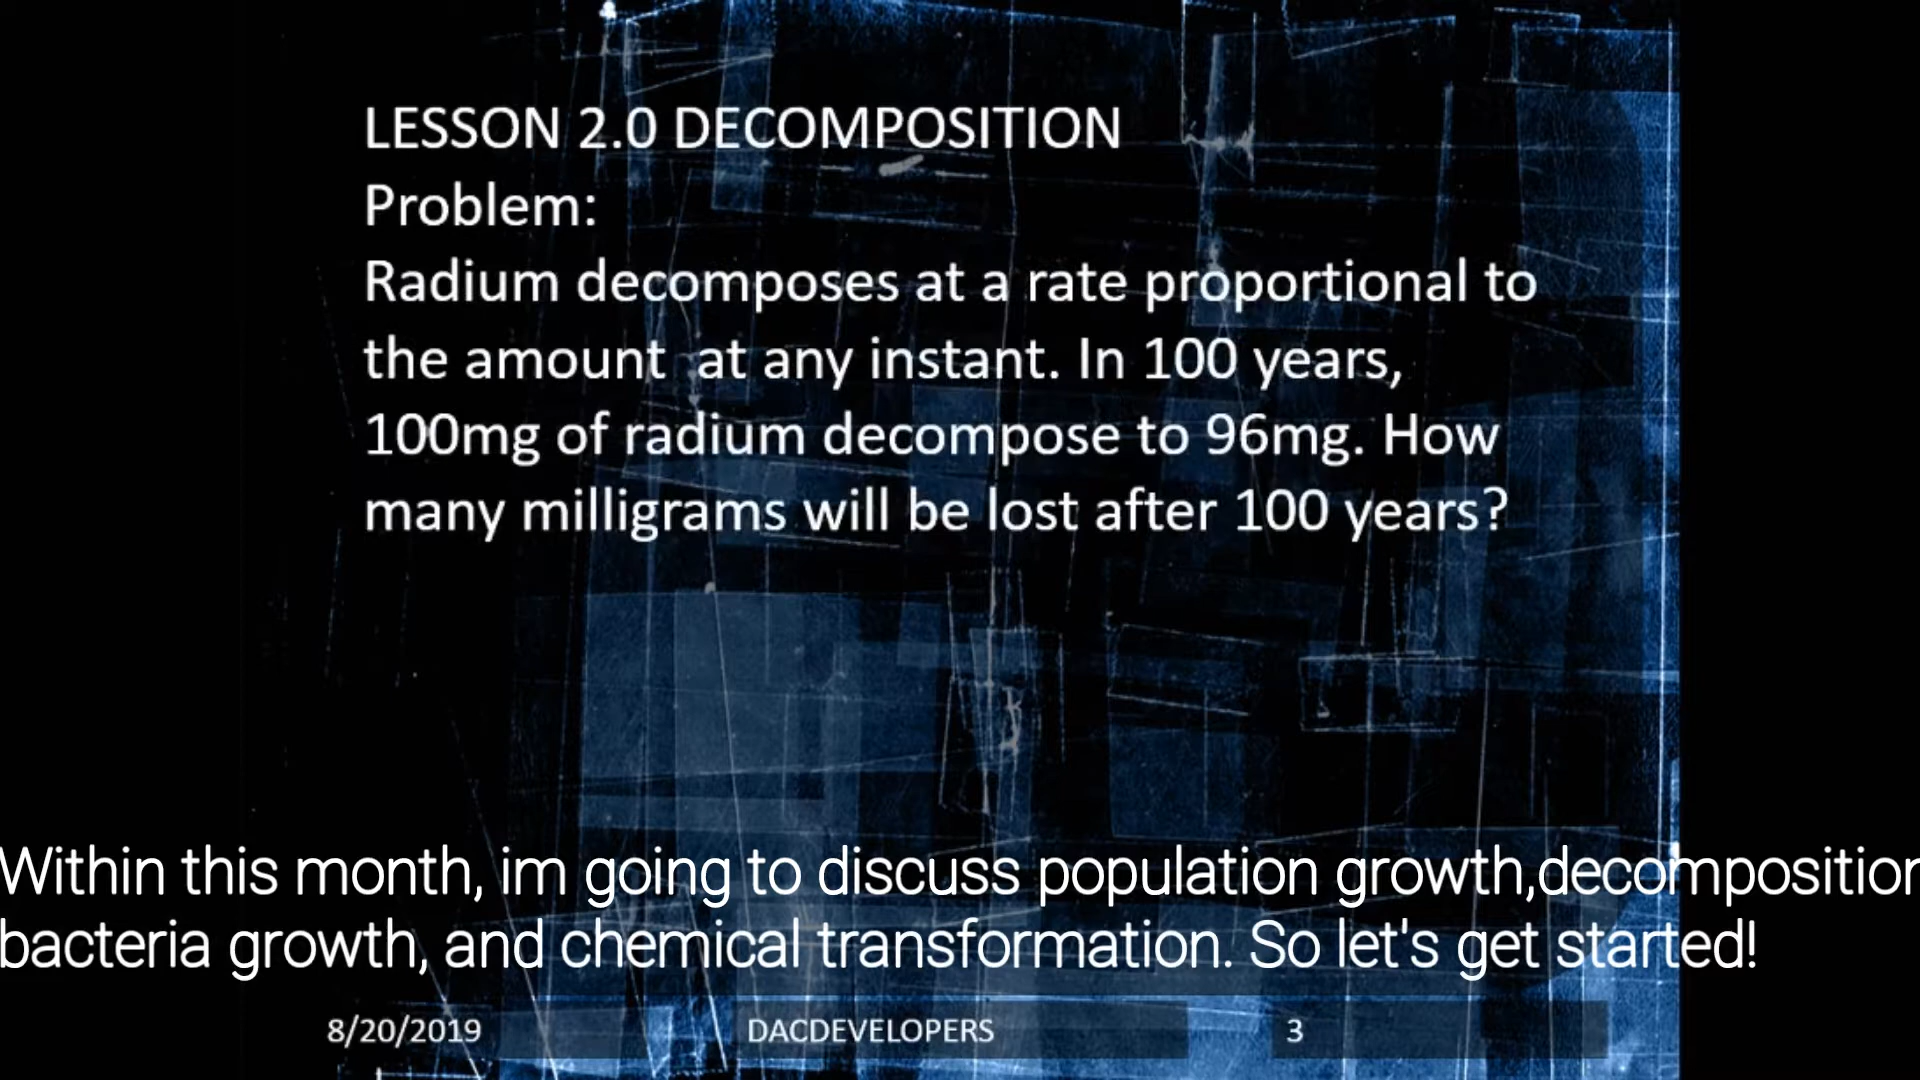 LESSON 2.0 DECOMPOSITION
Problem:
Radium decomposes at a rate proportional to
the amount at any instant. In 100 years,
100mg of radium decompose to 96mg. How
many milligrams will be lost after 100 years?
Within this month, im going to discuss population growth,decomposition
bacteria growth, and chemical transformation. So let's get started!
8/20/2019 DACDEVELOPERS 3